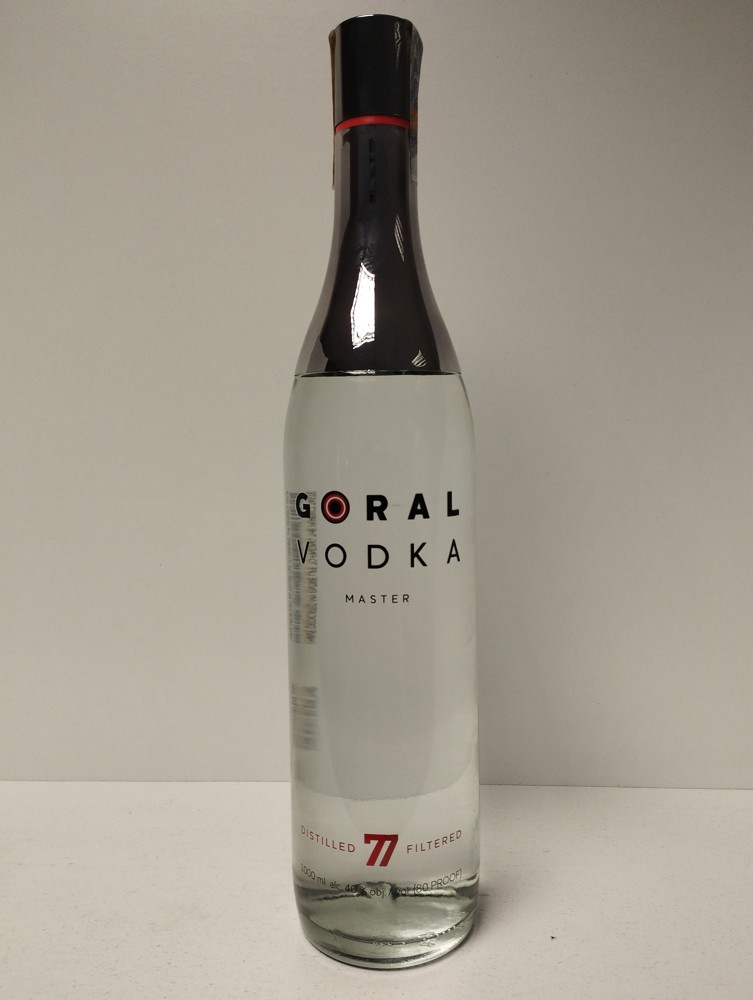 GORAL
VODKA
MASTER
DISTILLED 77 FILTERED
1000 ml alc. 40% obj./vol (80 PROOF)